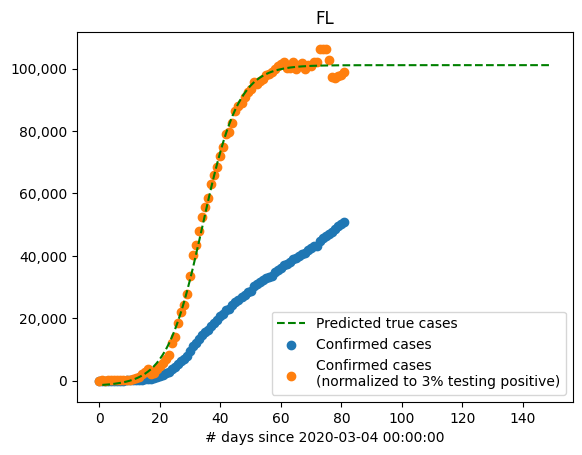 FL
100,000
80,000
60,000
40,000
20,000
0
0 20 40 60 80 100 120 140
# days since 2020-03-04 00:00:00
Predicted true cases
Confirmed cases
Confirmed cases
(normalized to 3% testing positive)